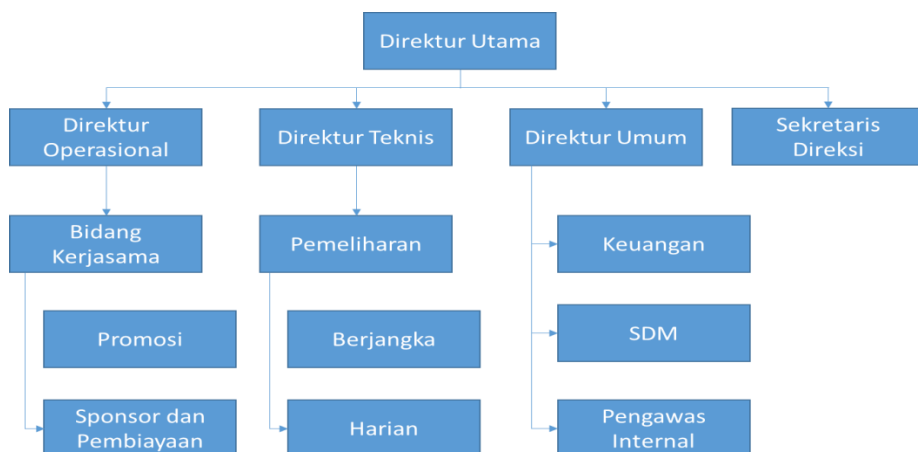 Direktur Utama
Direktur
Operasional
Direktur Teknis
Direktur Umum
Sekretaris
Direksi
Bidang
Kerjasama
Pemeliharan
Keuangan
Promosi
Berjangka
SDM
Sponsor dan
Pembiayaan
Harian
Pengawas
Internal